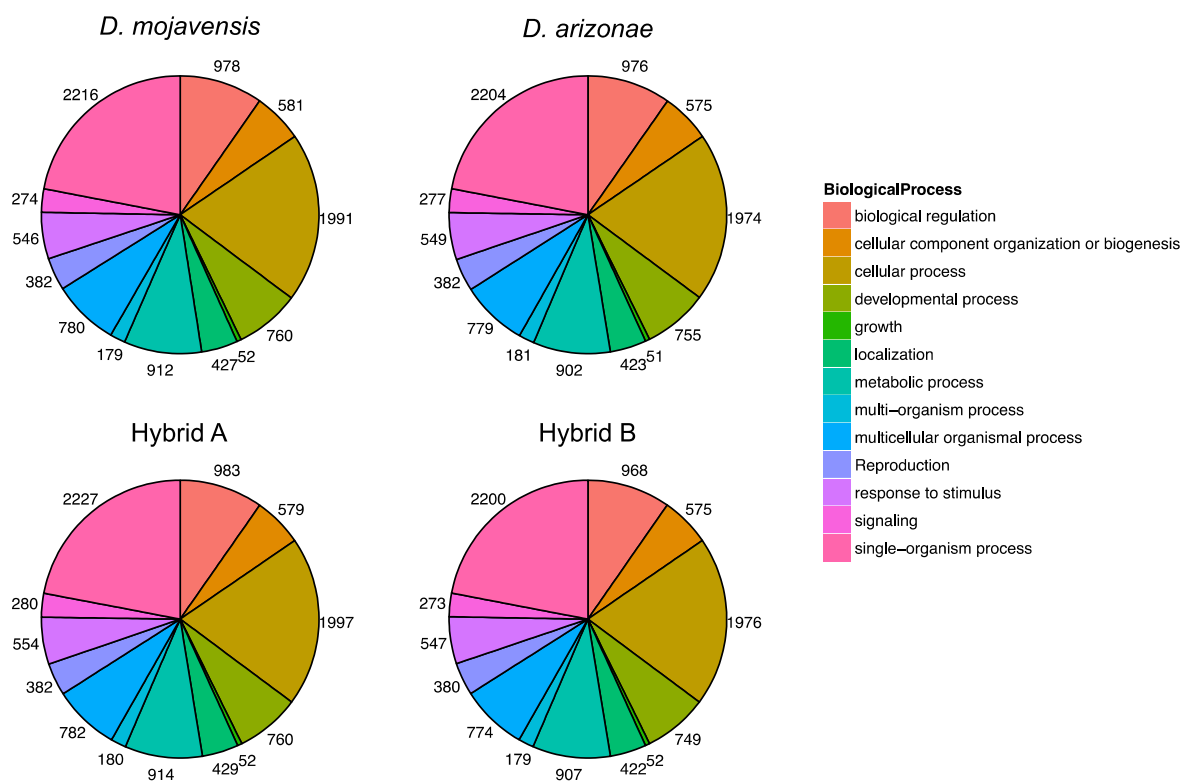 D. mojavensis
978
581
1991
760
52
427
912
179
780
382
546
274
2216
D. arizonae
976
575
1974
755
51
423
902
181
779
382
549
277
2204
Hybrid A
983
579
1997
760
52
429
914
180
782
382
554
280
2227
Hybrid B
968
575
1976
749
52
422
907
179
774
380
547
273
2200
BiologicalProcess
biological regulation
cellular component organization or biogenesis
cellular process
developmental process
growth
localization
metabolic process
multi−organism process
multicellular organismal process
Reproduction
response to stimulus
signaling
single−organism process